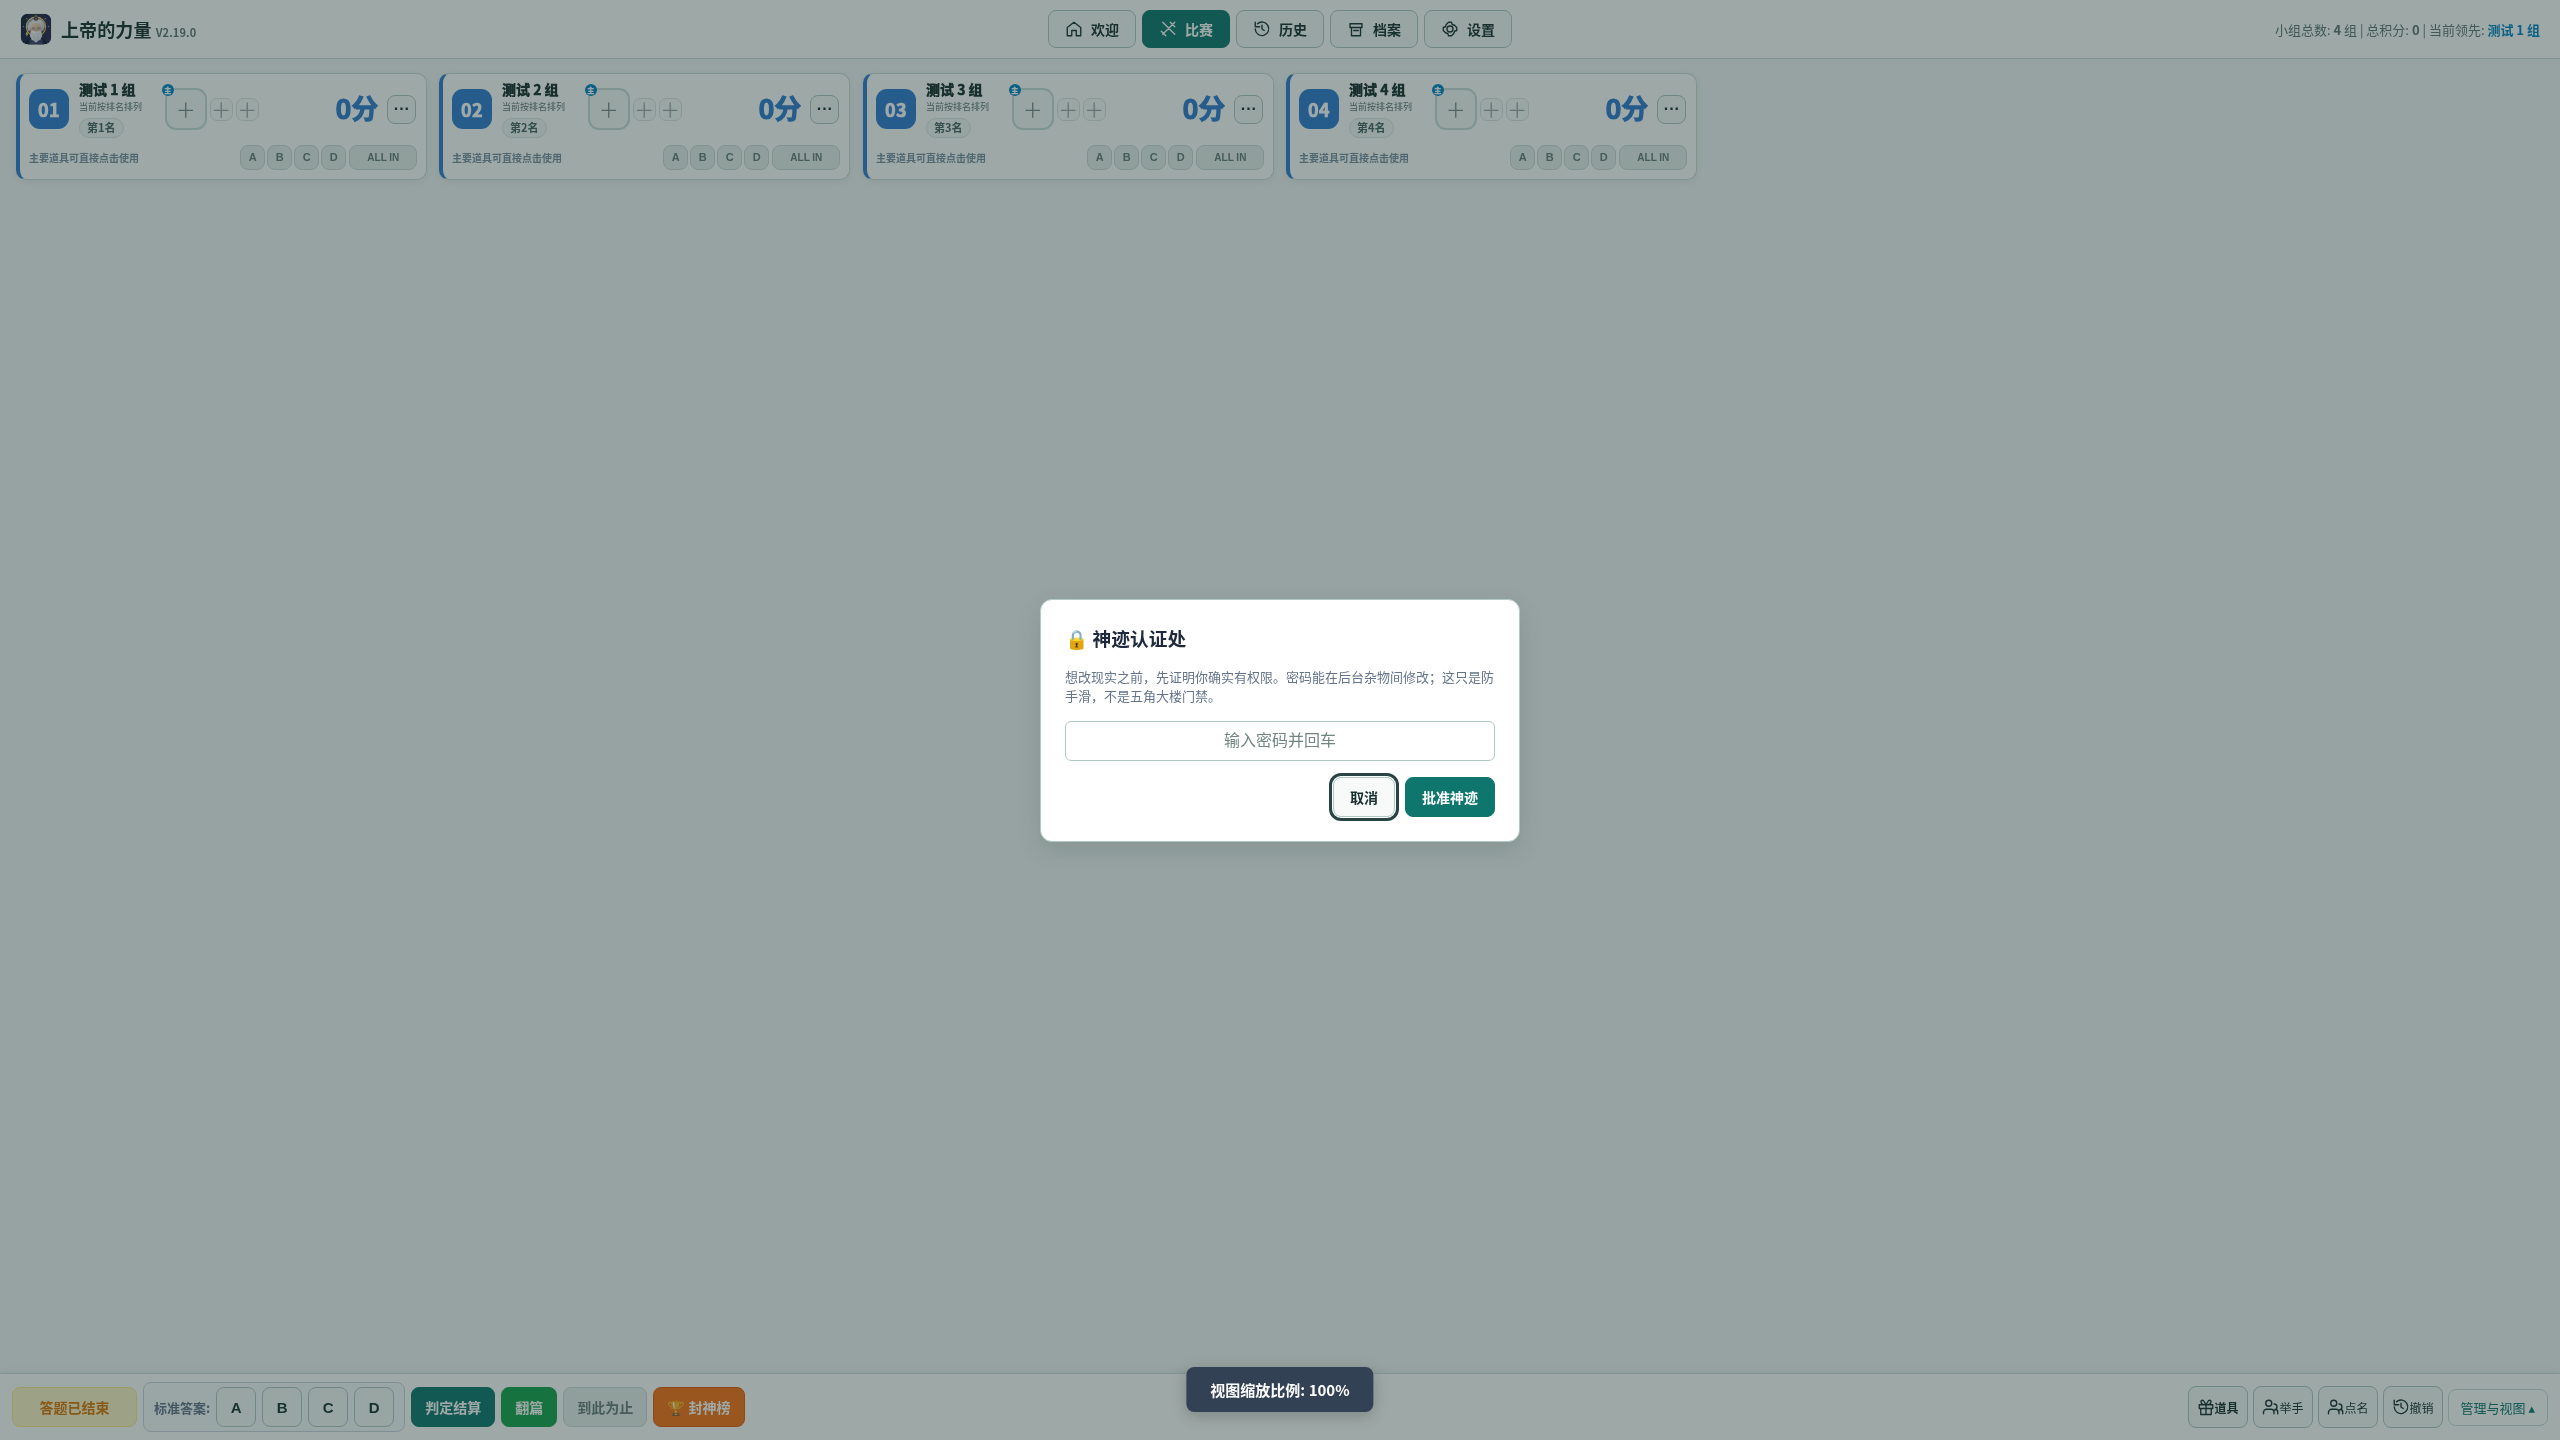 上帝的力量 V2.19.0
欢迎
比赛
历史
档案
设置
小组总数: 4 组 | 总积分: 0 | 当前领先: 测试 1 组
01
测试 1 组
当前按排名排列
第1名
主
0分
主要道具可直接点击使用
A B C D ALL IN
02
测试 2 组
当前按排名排列
第2名
主
0分
主要道具可直接点击使用
A B C D ALL IN
03
测试 3 组
当前按排名排列
第3名
主
0分
主要道具可直接点击使用
A B C D ALL IN
04
测试 4 组
当前按排名排列
第4名
主
0分
主要道具可直接点击使用
A B C D ALL IN
🔒 神迹认证处
想改现实之前，先证明你确实有权限。密码能在后台杂物间修改；这只是防
手滑，不是五角大楼门禁。
输入密码并回车
取消
批准神迹
视图缩放比例: 100%
答题已结束
标准答案: A B C D
判定结算
翻篇
到此为止
🏆 封神榜
道具
举手
点名
撤销
管理与视图 ▴